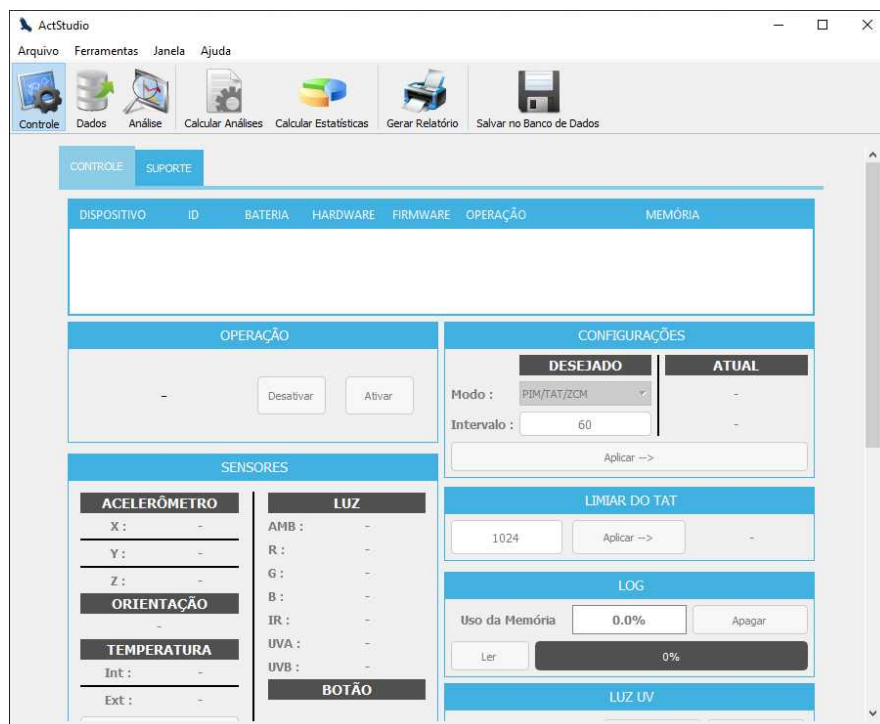 ActStudio
Arquivo Ferramentas Janela Ajuda
Controle Dados Análise Calcular Análises Calcular Estatísticas Gerar Relatório Salvar no Banco de Dados
CONTROLE SUPORTE
DISPOSITIVO ID BATERIA HARDWARE FIRMWARE OPERAÇÃO MEMÓRIA
OPERAÇÃO
- Desativar Ativar
CONFIGURAÇÕES
DESEJADO ATUAL
Modo : PIM/TAT/ZCM -
Intervalo : 60 -
Aplicar -->
SENSORES
ACELERÔMETRO
X : -
Y : -
Z : -
ORIENTAÇÃO
-
TEMPERATURA
Int : -
Ext : -
LUZ
AMB : -
R : -
G : -
B : -
IR : -
UVA : -
UVB : -
BOTÃO
LIMIAR DO TAT
1024 Aplicar --> -
LOG
Uso da Memória 0.0% Apagar
Ler 0%
LUZ UV